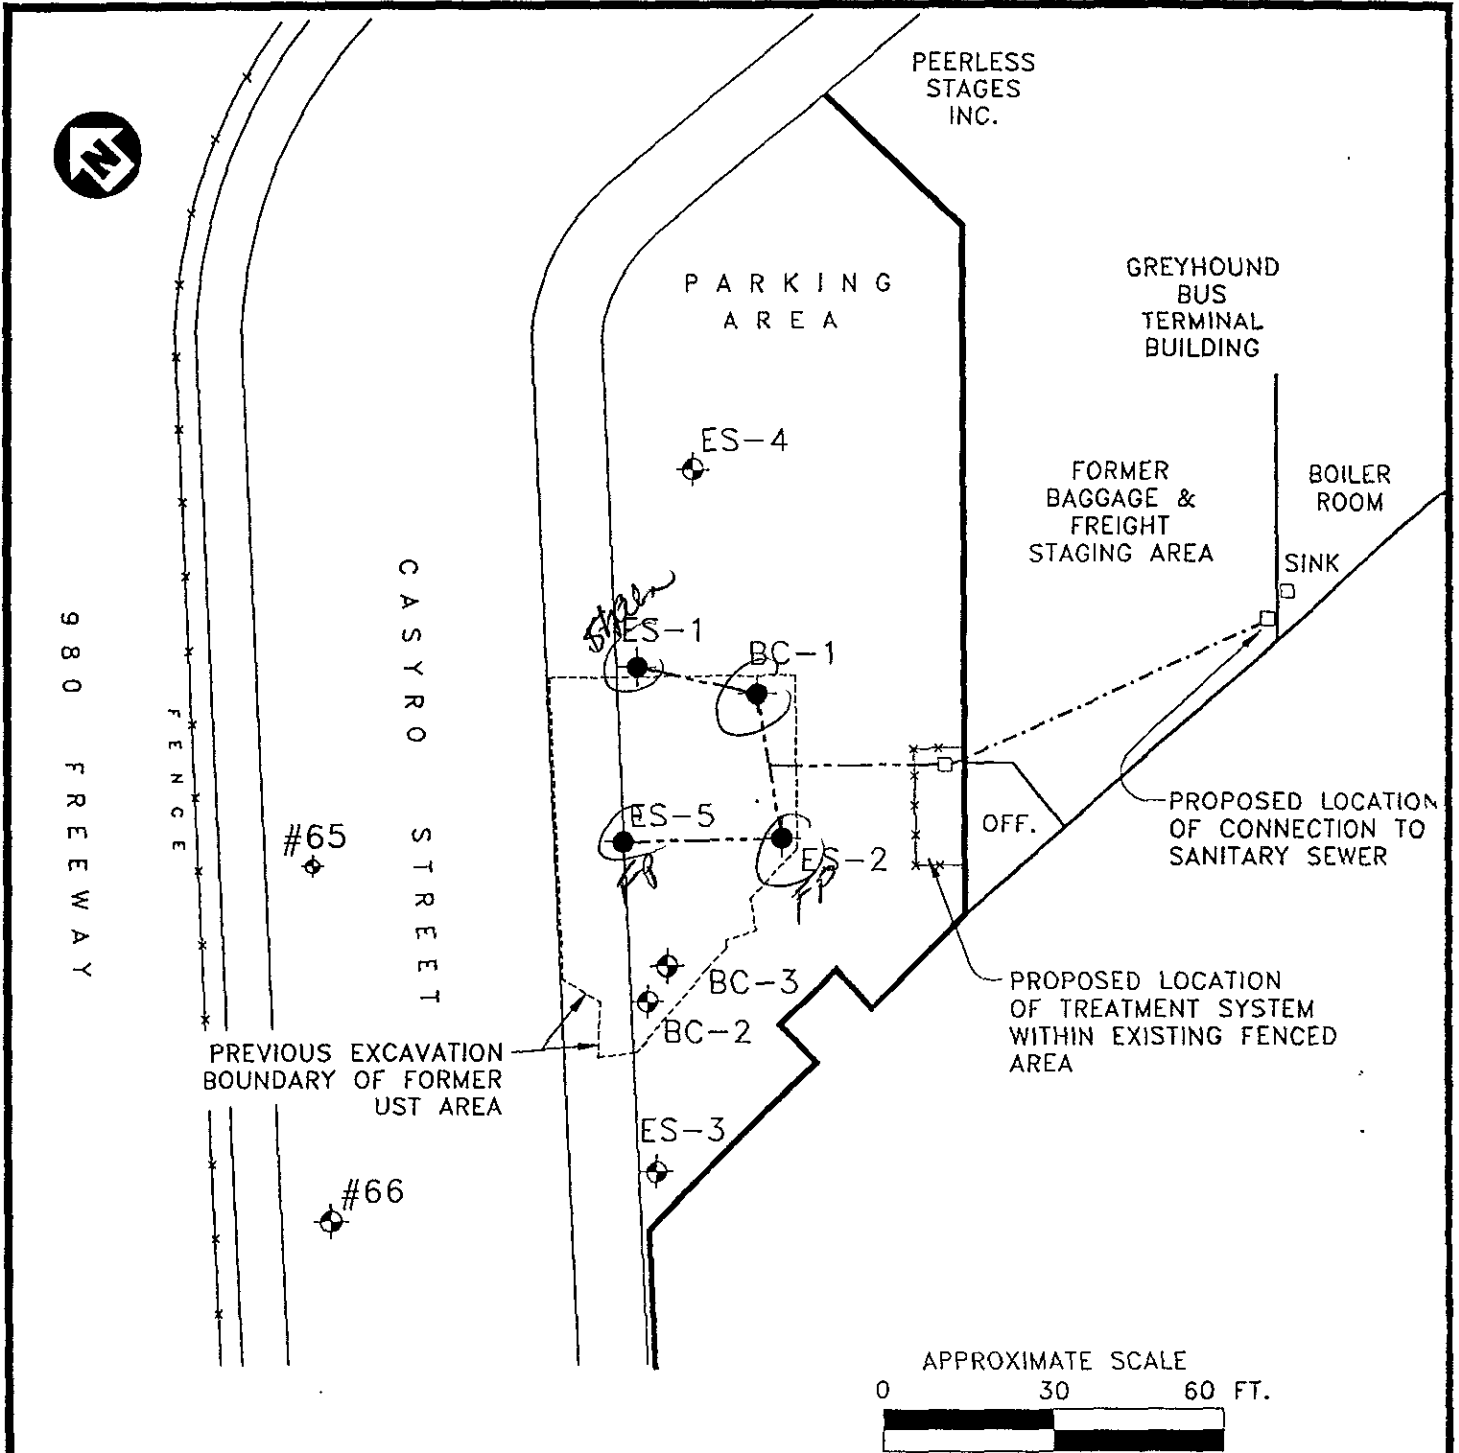 PEERLESS
STAGES
INC.
N
PARKING
AREA
GREYHOUND
BUS
TERMINAL
BUILDING
ES-4
FORMER
BAGGAGE &
FREIGHT
STAGING AREA
BOILER
ROOM
SINK
CASYRO STREET
980 FREEWAY
FENCE
ES-1
BC-1
#65
ES-5
ES-2
OFF.
PROPOSED LOCATION
OF CONNECTION TO
SANITARY SEWER
BC-3
BC-2
PROPOSED LOCATION
OF TREATMENT SYSTEM
WITHIN EXISTING FENCED
AREA
PREVIOUS EXCAVATION
BOUNDARY OF FORMER
UST AREA
ES-3
#66
APPROXIMATE SCALE
0 30 60 FT.